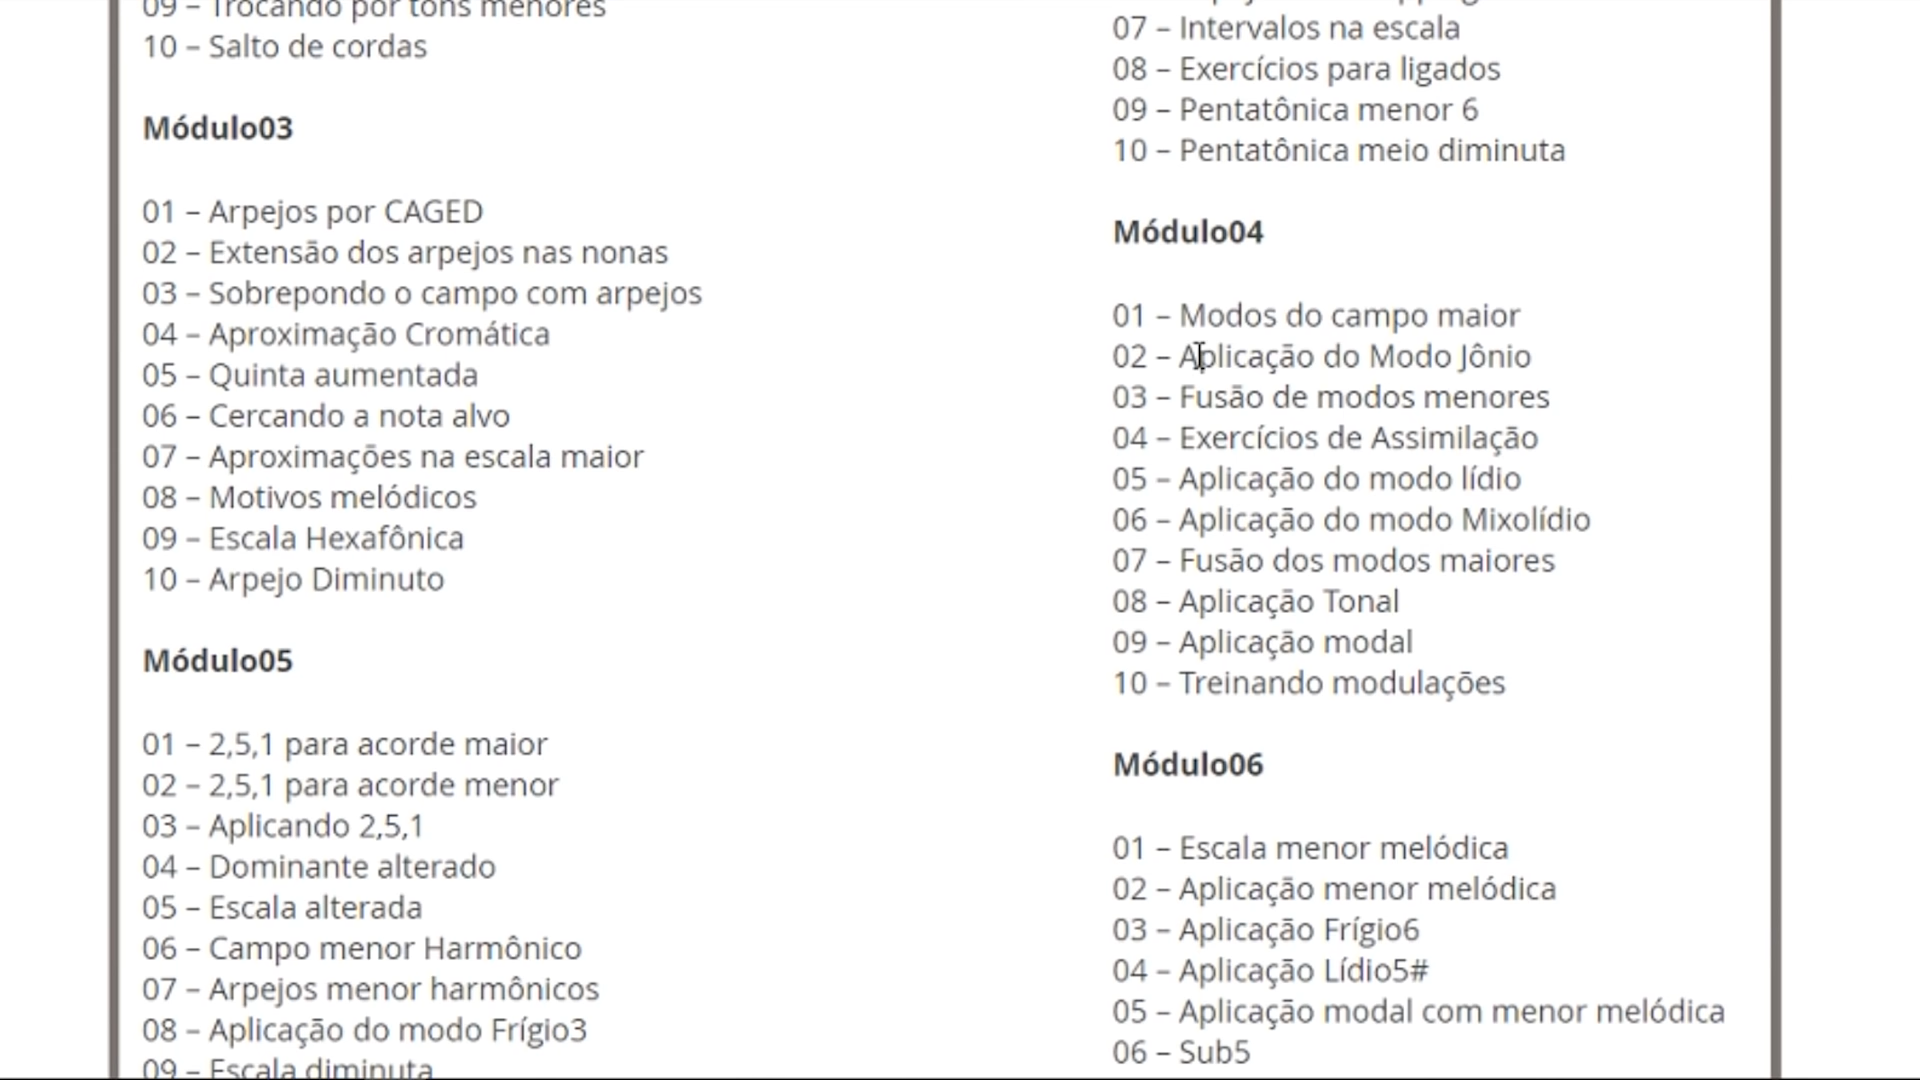 09 – Trocando por tons menores
10 – Salto de cordas
Módulo03
01 – Arpejos por CAGED
02 – Extensão dos arpejos nas nonas
03 – Sobrepondo o campo com arpejos
04 – Aproximação Cromática
05 – Quinta aumentada
06 – Cercando a nota alvo
07 – Aproximações na escala maior
08 – Motivos melódicos
09 – Escala Hexafônica
10 – Arpejo Diminuto
Módulo05
01 – 2,5,1 para acorde maior
02 – 2,5,1 para acorde menor
03 – Aplicando 2,5,1
04 – Dominante alterado
05 – Escala alterada
06 – Campo menor Harmônico
07 – Arpejos menor harmônicos
08 – Aplicação do modo Frígio3
09 – Escala diminuta
07 – Intervalos na escala
08 – Exercícios para ligados
09 – Pentatônica menor 6
10 – Pentatônica meio diminuta
Módulo04
01 – Modos do campo maior
02 – Aplicação do Modo Jônio
03 – Fusão de modos menores
04 – Exercícios de Assimilação
05 – Aplicação do modo lídio
06 – Aplicação do modo Mixolídio
07 – Fusão dos modos maiores
08 – Aplicação Tonal
09 – Aplicação modal
10 – Treinando modulações
Módulo06
01 – Escala menor melódica
02 – Aplicação menor melódica
03 – Aplicação Frígio6
04 – Aplicação Lídio5#
05 – Aplicação modal com menor melódica
06 – Sub5